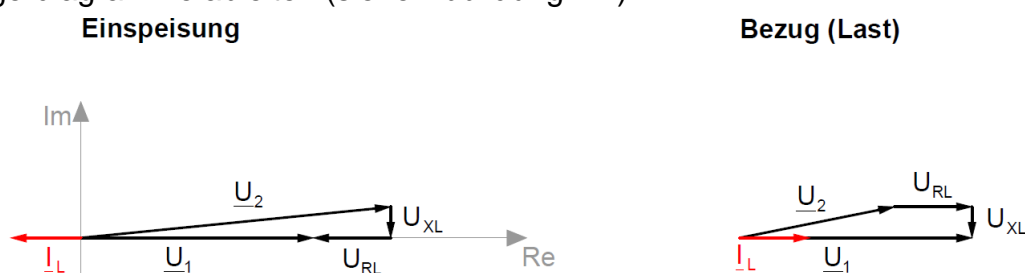 Einspeisung
Bezug (Last)
Im
U2
UXL
IL
U1
URL
Re
U2
URL
UXL
IL
U1